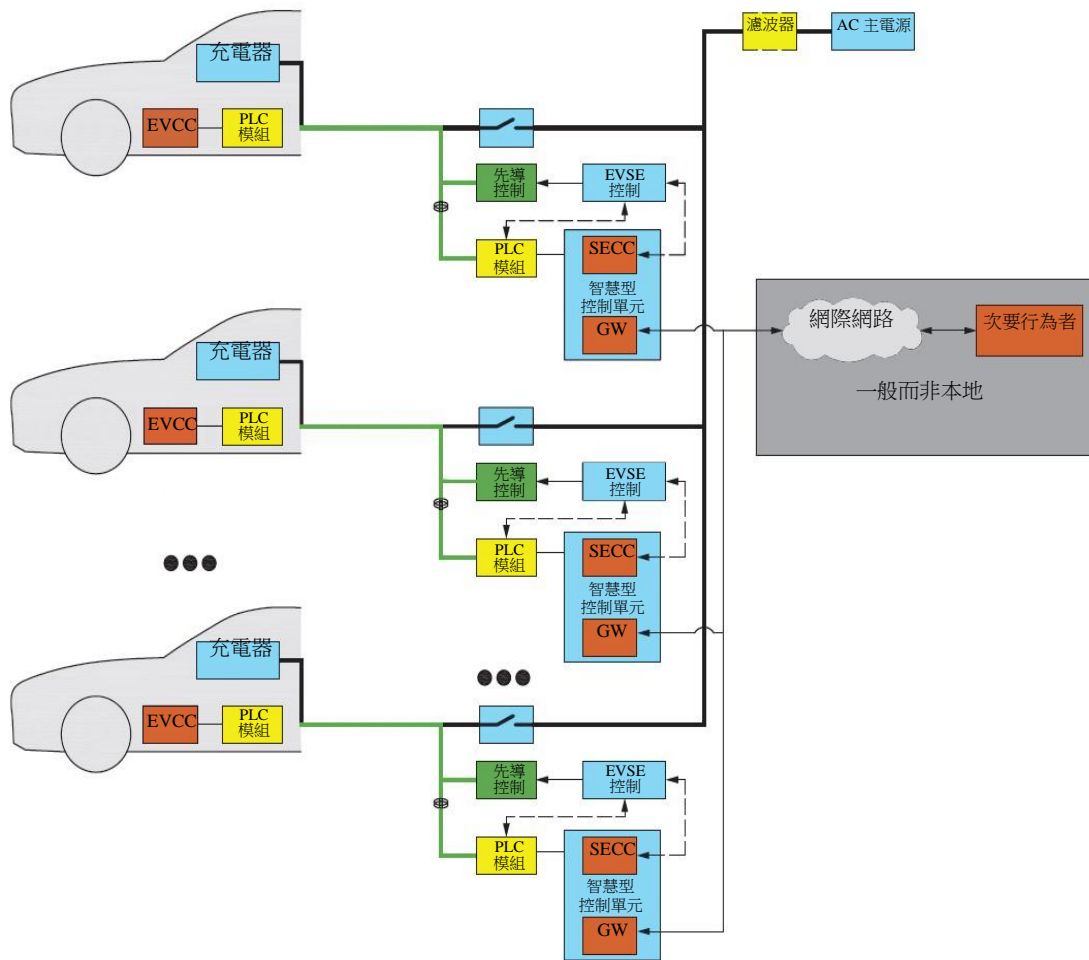 濾波器
AC 主電源
充電器
EVCC
PLC
模組
先導
控制
EVSE
控制
PLC
模組
SECC
智慧型
控制單元
GW
網際網路
次要行為者
一般而非本地
充電器
EVCC
PLC
模組
先導
控制
EVSE
控制
PLC
模組
SECC
智慧型
控制單元
GW
充電器
EVCC
PLC
模組
先導
控制
EVSE
控制
PLC
模組
SECC
智慧型
控制單元
GW